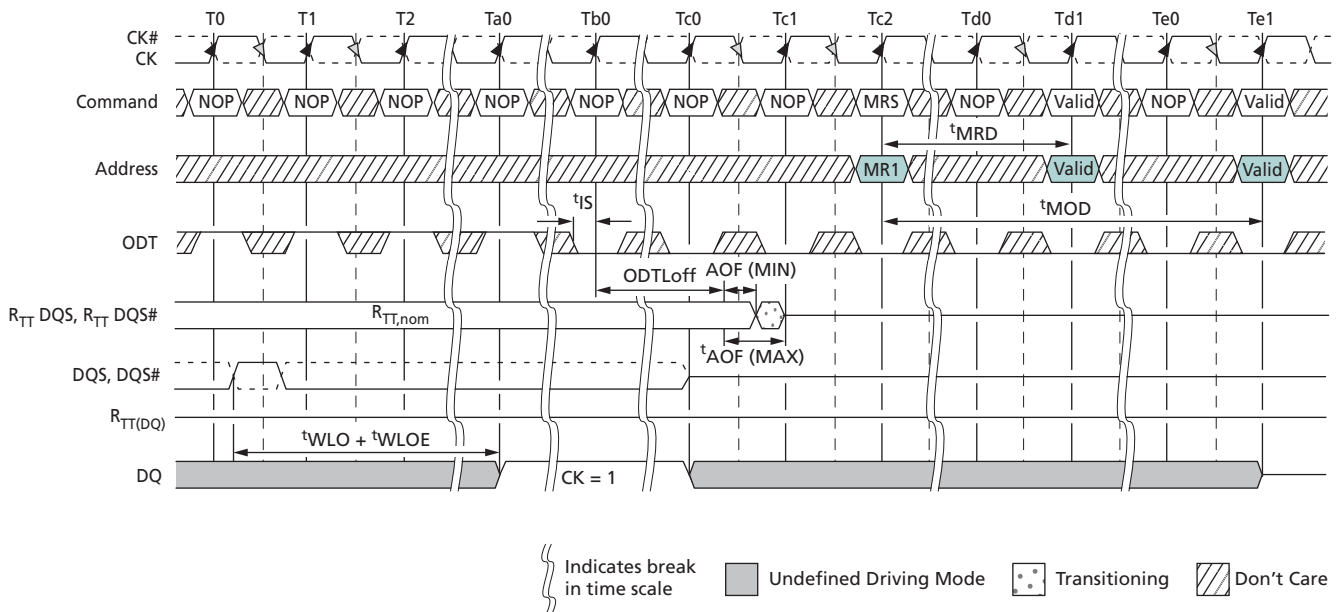 T0 T1 T2 Ta0 Tb0 Tc0 Tc1 Tc2 Td0 Td1 Te0 Te1
CK#
CK
Command NOP NOP NOP NOP NOP NOP NOP MRS NOP Valid NOP Valid
tMRD
Address MR1 Valid Valid
tIS
tMOD
ODT
ODTLoff AOF (MIN)
RTT DQS, RTT DQS# RTT,nom
tAOF (MAX)
DQS, DQS#
RTT(DQ)
tWLO + tWLOE
DQ CK = 1
Indicates break
in time scale
Undefined Driving Mode
Transitioning
Don't Care